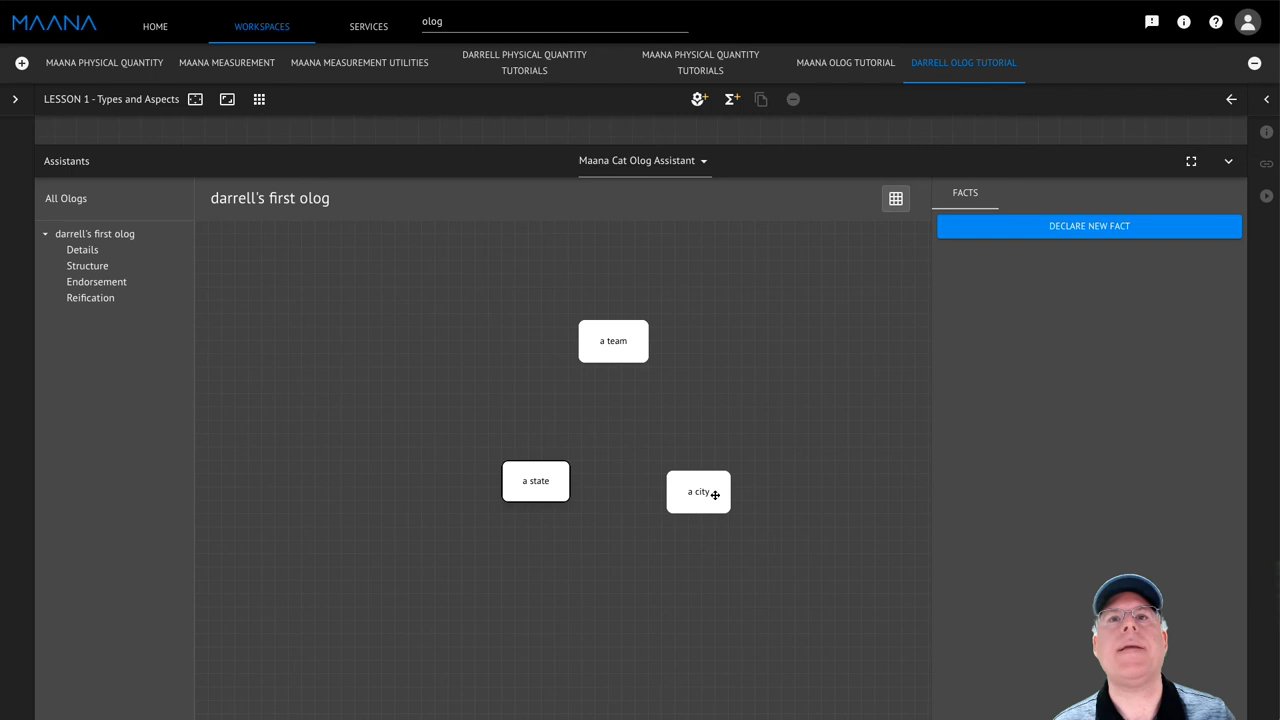 MAANA
HOME
WORKSPACES
SERVICES
olog
MAANA PHYSICAL QUANTITY
MAANA MEASUREMENT
MAANA MEASUREMENT UTILITIES
DARRELL PHYSICAL QUANTITY
TUTORIALS
MAANA PHYSICAL QUANTITY
TUTORIALS
MAANA OLOG TUTORIAL
DARRELL OLOG TUTORIAL
LESSON 1 - Types and Aspects
Assistants
Maana Cat Olog Assistant
All Ologs
darrell's first olog
Details
Structure
Endorsement
Reification
darrell's first olog
FACTS
DECLARE NEW FACT
a team
a state
a city